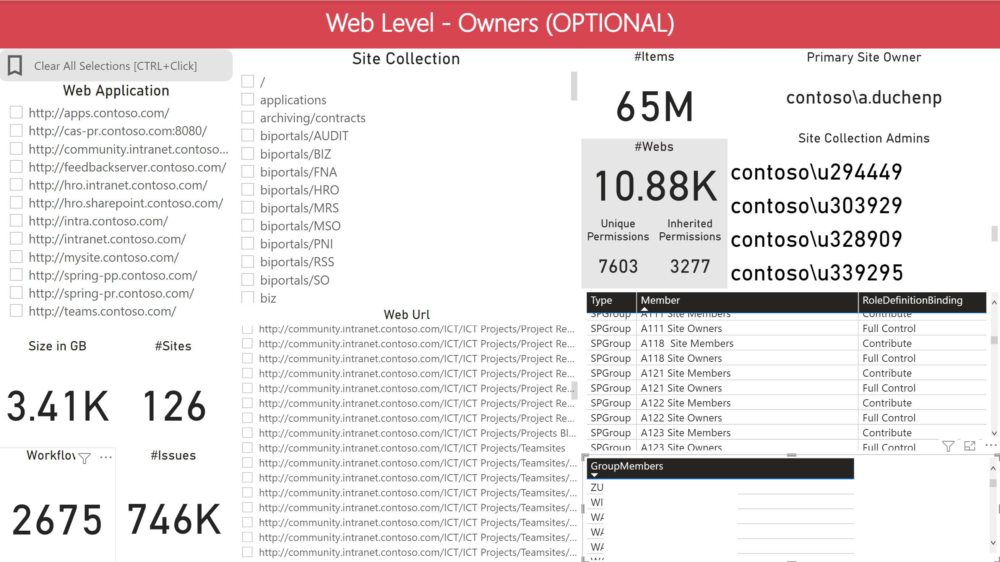 Web Level - Owners (OPTIONAL)
Clear All Selections [CTRL+Click]
Web Application
http://apps.contoso.com/
http://cas-pr.contoso.com:8080/
http://community.intranet.contoso...
http://feedbackserver.contoso.com/
http://hro.intranet.contoso.com/
http://hro.sharepoint.contoso.com/
http://intra.contoso.com/
http://intranet.contoso.com/
http://mysite.contoso.com/
http://spring-pp.contoso.com/
http://spring-pr.contoso.com/
http://teams.contoso.com/
Size in GB
3.41K
#Sites
126
2675
#Issues
746K
Site Collection
/
applications
archiving/contracts
biportals/AUDIT
biportals/BIZ
biportals/FNA
biportals/HRO
biportals/MRS
biportals/MSO
biportals/PNI
biportals/RSS
biportals/SO
biz
Web Url
http://community.intranet.contoso.com/ICT/ICT Projects/Project Re...
http://community.intranet.contoso.com/ICT/ICT Projects/Project Re...
http://community.intranet.contoso.com/ICT/ICT Projects/Project Re...
http://community.intranet.contoso.com/ICT/ICT Projects/Project Re...
http://community.intranet.contoso.com/ICT/ICT Projects/Project Re...
http://community.intranet.contoso.com/ICT/ICT Projects/Project Re...
http://community.intranet.contoso.com/ICT/ICT Projects/Project Re...
http://community.intranet.contoso.com/ICT/ICT Projects/Projects Bl...
http://community.intranet.contoso.com/ICT/ICT Projects/Teamsites
http://community.intranet.contoso.com/ICT/ICT Projects/Teamsites/...
http://community.intranet.contoso.com/ICT/ICT Projects/Teamsites/...
http://community.intranet.contoso.com/ICT/ICT Projects/Teamsites/...
http://community.intranet.contoso.com/ICT/ICT Projects/Teamsites/...
http://community.intranet.contoso.com/ICT/ICT Projects/Teamsites/...
http://community.intranet.contoso.com/ICT/ICT Projects/Teamsites/...
http://community.intranet.contoso.com/ICT/ICT Projects/Teamsites/...
#Items
65M
#Webs
10.88K
Unique Permissions
7603
Inherited Permissions
3277
Primary Site Owner
contoso\a.duchenp
Site Collection Admins
contoso\u294449
contoso\u303929
contoso\u328909
contoso\u339295
Type Member RoleDefinitionBinding
SPGroup A111 Site Members Contribute
SPGroup A111 Site Owners Full Control
SPGroup A118 Site Members Contribute
SPGroup A118 Site Owners Full Control
SPGroup A121 Site Members Contribute
SPGroup A121 Site Owners Full Control
SPGroup A122 Site Members Contribute
SPGroup A122 Site Owners Full Control
SPGroup A123 Site Members Contribute
SPGroup A123 Site Owners Full Control
GroupMembers
ZU